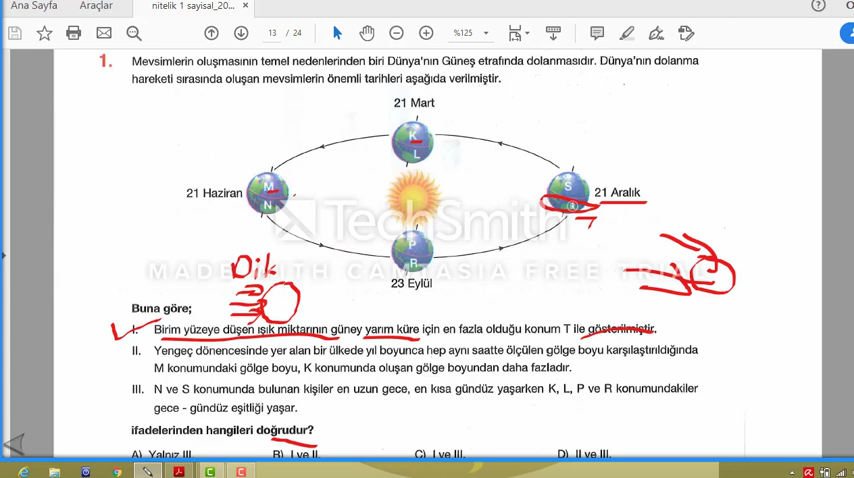 Ana Sayfa Araçlar nitelik 1 sayisal_20... ×
13 / 24 %125
1. Mevsimlerin oluşmasının temel nedenlerinden biri Dünya'nın Güneş etrafında dolanmasıdır. Dünya'nın dolanma
hareketi sırasında oluşan mevsimlerin önemli tarihleri aşağıda verilmiştir.
21 Mart
K
L
21 Haziran
M
N
S
21 Aralık
T
TechSmith
P
R
Dik
MADE WITH CAMTASIA FREE TRIAL
23 Eylül
Buna göre;
I. Birim yüzeye düşen ışık miktarının güney yarım küre için en fazla olduğu konum T ile gösterilmiştir.
II. Yengeç dönencesinde yer alan bir ülkede yıl boyunca hep aynı saatte ölçülen gölge boyu karşılaştırıldığında
M konumundaki gölge boyu, K konumunda oluşan gölge boyundan daha fazladır.
III. N ve S konumunda bulunan kişiler en uzun gece, en kısa gündüz yaşarken K, L, P ve R konumundakiler
gece - gündüz eşitliği yaşar.
ifadelerinden hangileri doğrudur?
A) Yalnız III. B) I ve II. C) I ve III. D) II ve III.